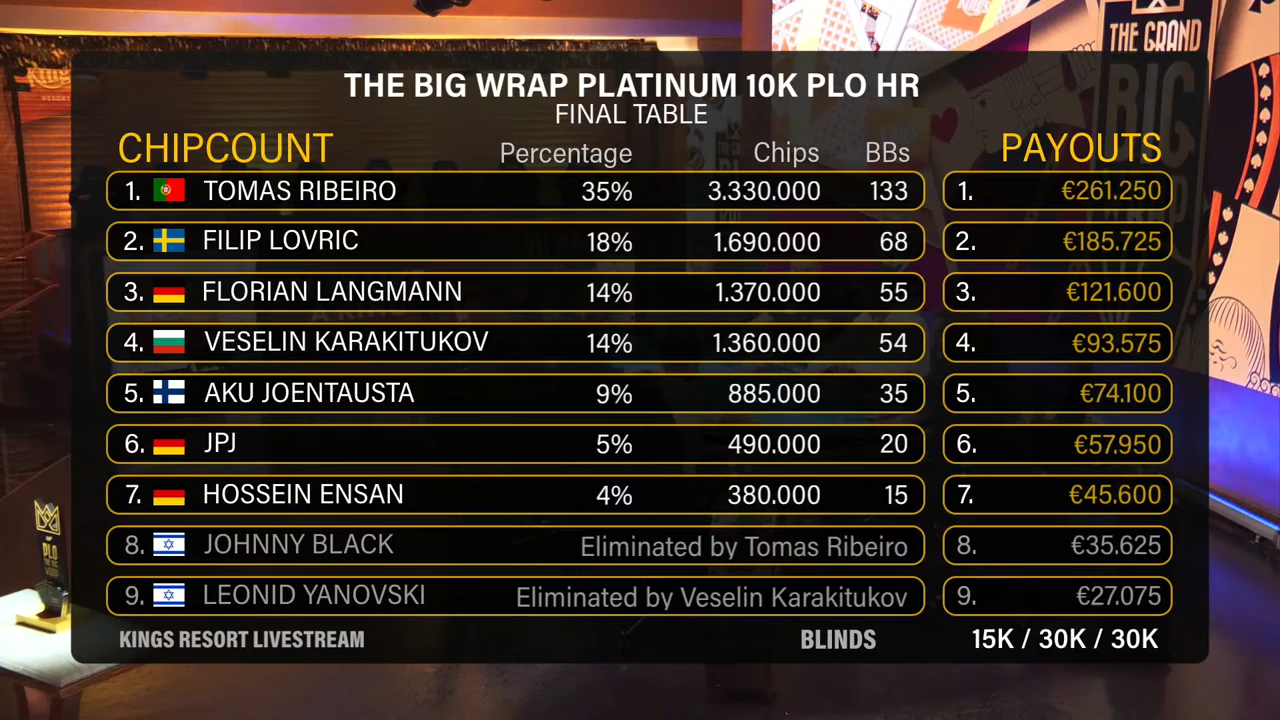 THE GRAND
BIG
THE BIG WRAP PLATINUM 10K PLO HR
FINAL TABLE
CHIPCOUNT Percentage Chips BBs PAYOUTS
1. TOMAS RIBEIRO 35% 3.330.000 133 1. €261.250
2. FILIP LOVRIC 18% 1.690.000 68 2. €185.725
3. FLORIAN LANGMANN 14% 1.370.000 55 3. €121.600
4. VESELIN KARAKITUKOV 14% 1.360.000 54 4. €93.575
5. AKU JOENTAUSTA 9% 885.000 35 5. €74.100
6. JPJ 5% 490.000 20 6. €57.950
7. HOSSEIN ENSAN 4% 380.000 15 7. €45.600
8. JOHNNY BLACK Eliminated by Tomas Ribeiro 8. €35.625
9. LEONID YANOVSKI Eliminated by Veselin Karakitukov 9. €27.075
KINGS RESORT LIVESTREAM BLINDS 15K / 30K / 30K
PLO